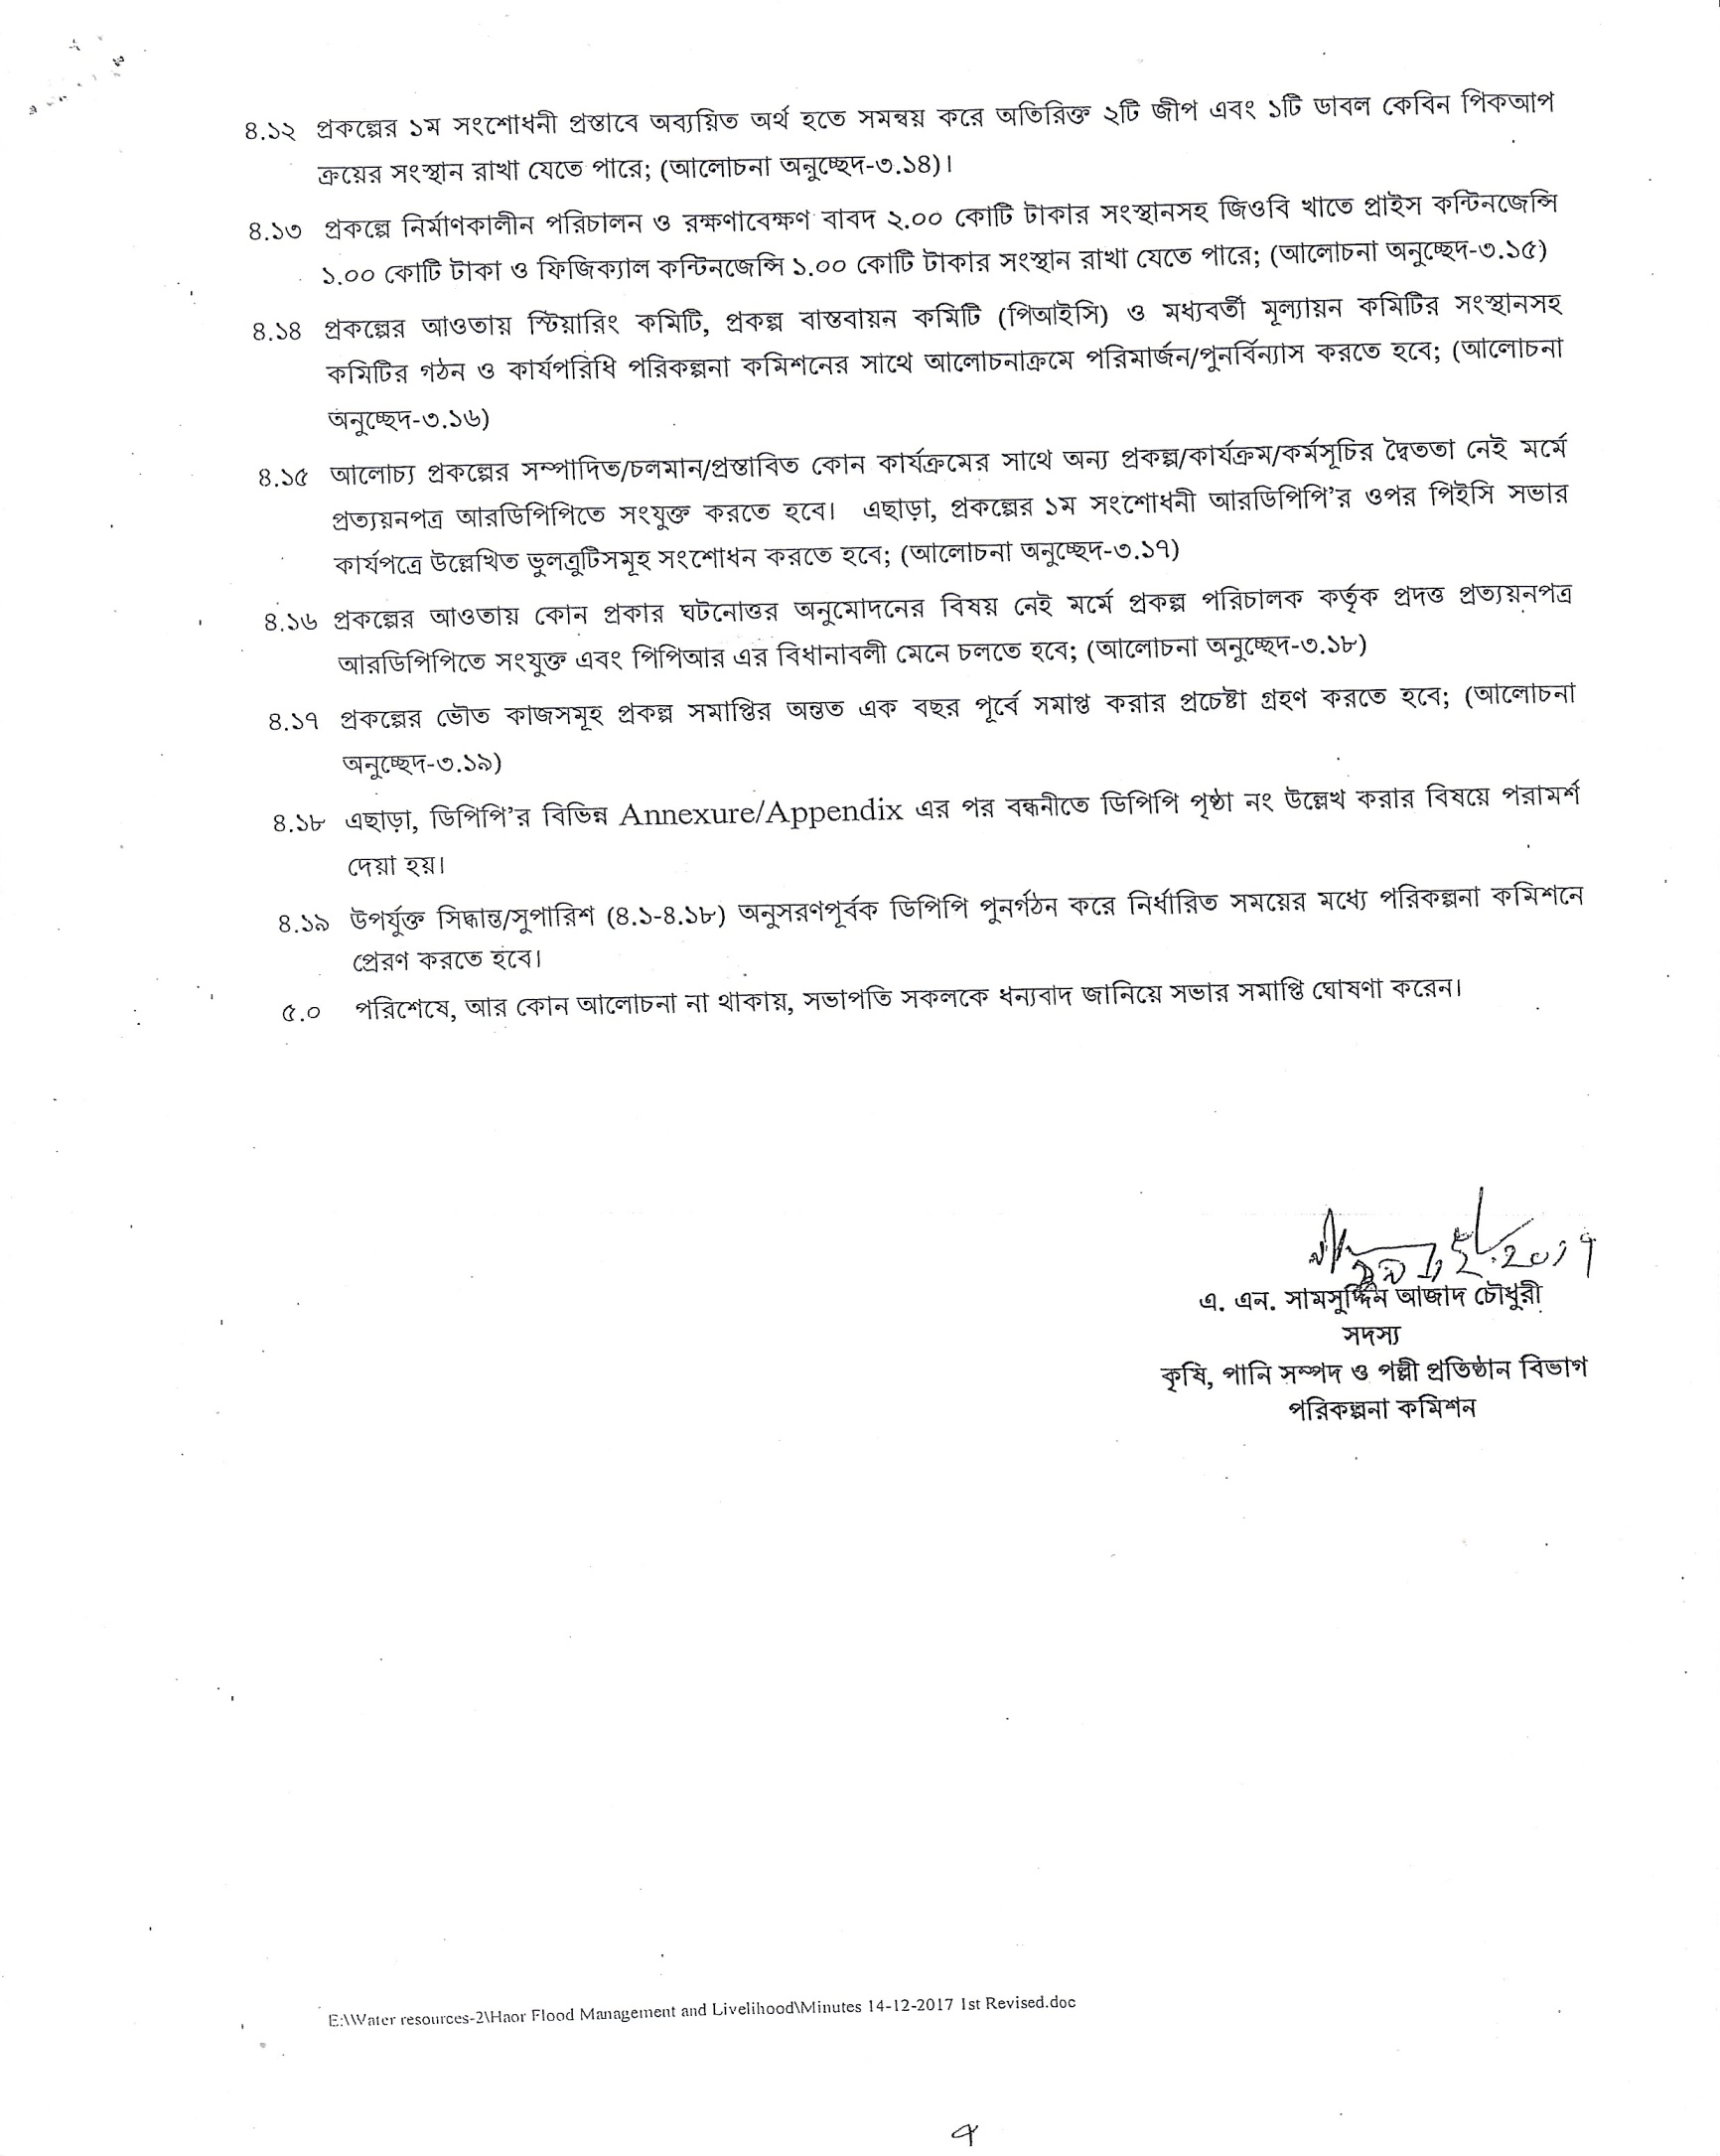 ৪.১২ প্রকল্পের ১ম সংশোধনী প্রস্তাবে অব্যয়িত অর্থ হতে সমন্বয় করে অতিরিক্ত ২টি জীপ এবং ১টি ডাবল কেবিন পিকআপ
ক্রয়ের সংস্থান রাখা যেতে পারে; (আলোচনা অনুচ্ছেদ-৩.১৪)।
৪.১৩ প্রকল্পে নির্মাণকালীন পরিচালন ও রক্ষণাবেক্ষণ বাবদ ২.০০ কোটি টাকার সংস্থানসহ জিওবি খাতে প্রাইস কন্টিনজেন্সি
১.০০ কোটি টাকা ও ফিজিক্যাল কন্টিনজেন্সি ১.০০ কোটি টাকার সংস্থান রাখা যেতে পারে; (আলোচনা অনুচ্ছেদ-৩.১৫)
৪.১৪ প্রকল্পের আওতায় স্টিয়ারিং কমিটি, প্রকল্প বাস্তবায়ন কমিটি (পিআইসি) ও মধ্যবর্তী মূল্যায়ন কমিটির সংস্থানসহ
কমিটির গঠন ও কার্যপরিধি পরিকল্পনা কমিশনের সাথে আলোচনাক্রমে পরিমার্জন/পুনর্বিন্যাস করতে হবে; (আলোচনা
অনুচ্ছেদ-৩.১৬)
৪.১৫ আলোচ্য প্রকল্পের সম্পাদিত/চলমান/প্রস্তাবিত কোন কার্যক্রমের সাথে অন্য প্রকল্প/কার্যক্রম/কর্মসূচির দ্বৈততা নেই মর্মে
প্রত্যয়নপত্র আরডিপিপিতে সংযুক্ত করতে হবে। এছাড়া, প্রকল্পের ১ম সংশোধনী আরডিপিপি’র ওপর পিইসি সভার
কার্যপত্রে উল্লেখিত ভুলত্রুটিসমূহ সংশোধন করতে হবে; (আলোচনা অনুচ্ছেদ-৩.১৭)
৪.১৬ প্রকল্পের আওতায় কোন প্রকার ঘটনোত্তর অনুমোদনের বিষয় নেই মর্মে প্রকল্প পরিচালক কর্তৃক প্রদত্ত প্রত্যয়নপত্র
আরডিপিপিতে সংযুক্ত এবং পিপিআর এর বিধানাবলী মেনে চলতে হবে; (আলোচনা অনুচ্ছেদ-৩.১৮)
৪.১৭ প্রকল্পের ভৌত কাজসমূহ প্রকল্প সমাপ্তির অন্তত এক বছর পূর্বে সমাপ্ত করার প্রচেষ্টা গ্রহণ করতে হবে; (আলোচনা
অনুচ্ছেদ-৩.১৯)
৪.১৮ এছাড়া, ডিপিপি’র বিভিন্ন Annexure/Appendix এর পর বন্ধনীতে ডিপিপি পৃষ্ঠা নং উল্লেখ করার বিষয়ে পরামর্শ
দেয়া হয়।
৪.১৯ উপর্যুক্ত সিদ্ধান্ত/সুপারিশ (৪.১-৪.১৮) অনুসরণপূর্বক ডিপিপি পুনর্গঠন করে নির্ধারিত সময়ের মধ্যে পরিকল্পনা কমিশনে
প্রেরণ করতে হবে।
৫.০ পরিশেষে, আর কোন আলোচনা না থাকায়, সভাপতি সকলকে ধন্যবাদ জানিয়ে সভার সমাপ্তি ঘোষণা করেন।
এ. এন. সামসুদ্দিন আজাদ চৌধুরী
সদস্য
কৃষি, পানি সম্পদ ও পল্লী প্রতিষ্ঠান বিভাগ
পরিকল্পনা কমিশন
E:\Water resources-2\Haor Flood Management and Livelihood\Minutes 14-12-2017 1st Revised.doc